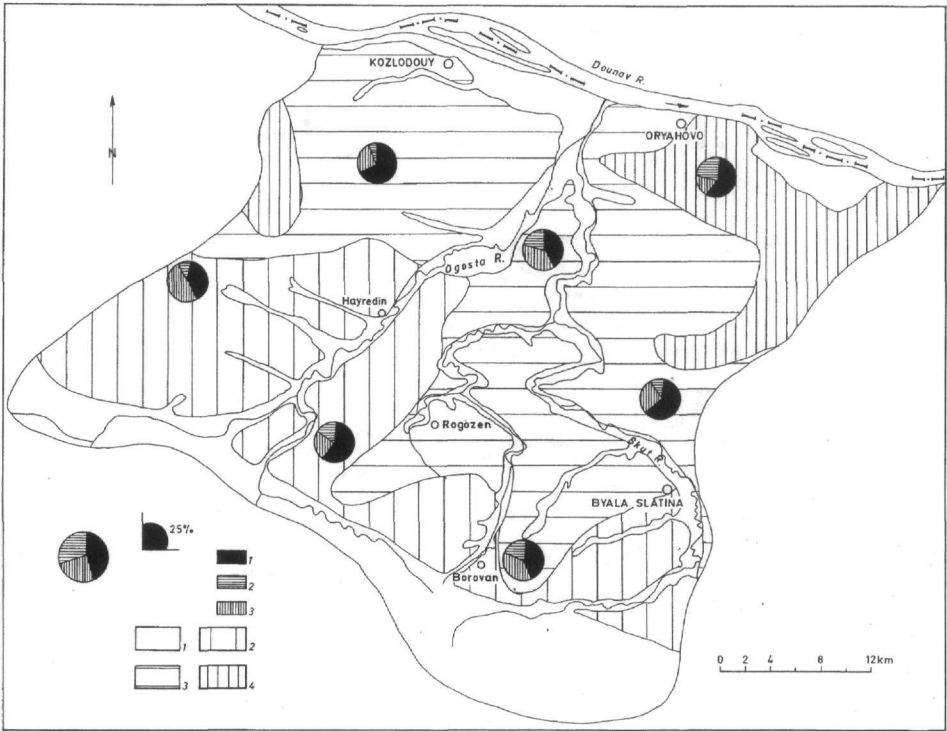 KOZLODOUY
Dounav R.
ORYAHOVO
N
Ogosta R.
Hayredin
Rogozen
Skut R.
BYALA SLATINA
25%
1
2
3
Borovan
1 2
3 4
0 2 4 8 12km